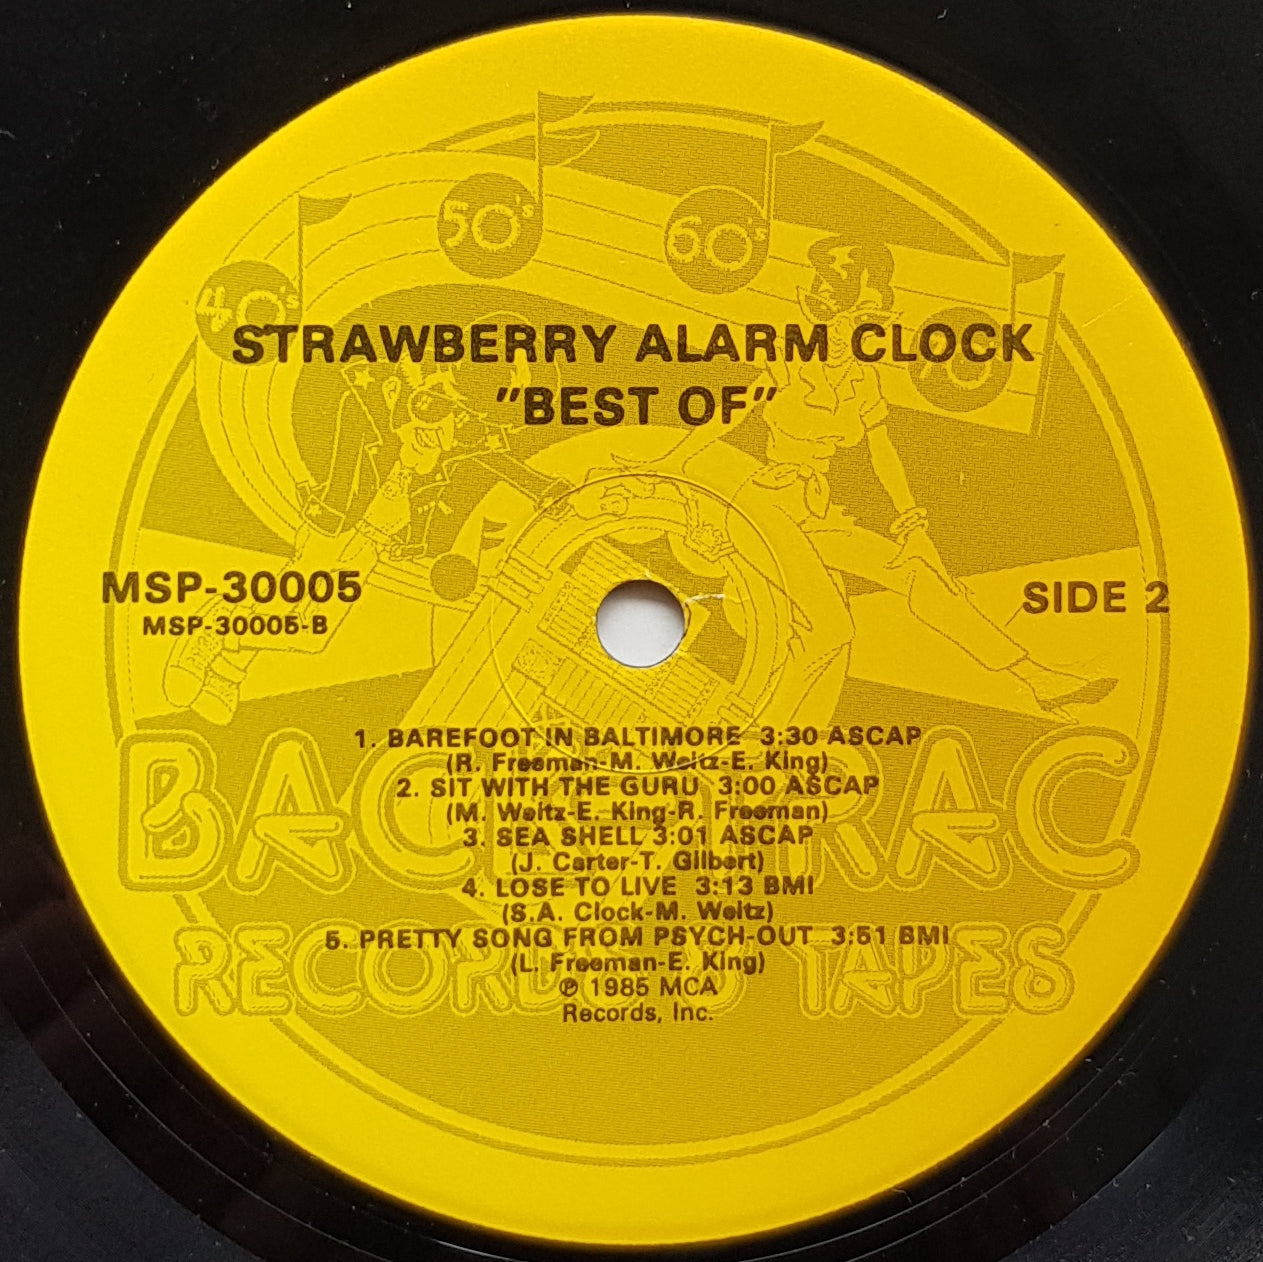 40's
50's
60's
70's
STRAWBERRY ALARM CLOCK
"BEST OF"
MSP-30005
MSP-30005-B
SIDE 2
1. BAREFOOT IN BALTIMORE 3:30 ASCAP
(R. Freeman-M. Weitz-E. King)
2. SIT WITH THE GURU 3:00 ASCAP
(M. Weitz-E. King-R. Freeman)
3. SEA SHELL 3:01 ASCAP
(J. Carter-T. Gilbert)
4. LOSE TO LIVE 3:13 BMI
(S.A. Clock-M. Weitz)
5. PRETTY SONG FROM PSYCH-OUT 3:51 BMI
(L. Freeman-E. King)
℗ 1985 MCA
Records, Inc.
BACK-TRAC
RECORDS & TAPES